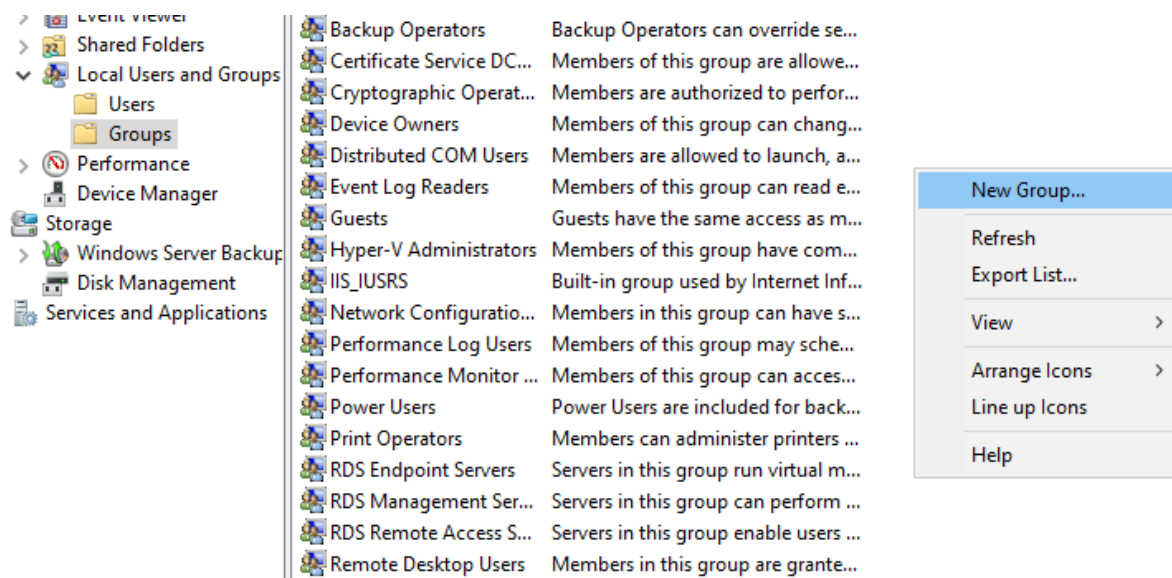 Event Viewer
Shared Folders
Local Users and Groups
Users
Groups
Performance
Device Manager
Storage
Windows Server Backup
Disk Management
Services and Applications
Backup Operators Backup Operators can override se...
Certificate Service DC... Members of this group are allowe...
Cryptographic Operat... Members are authorized to perfor...
Device Owners Members of this group can chang...
Distributed COM Users Members are allowed to launch, a...
Event Log Readers Members of this group can read e...
Guests Guests have the same access as m...
Hyper-V Administrators Members of this group have com...
IIS_IUSRS Built-in group used by Internet Inf...
Network Configuratio... Members in this group can have s...
Performance Log Users Members of this group may sche...
Performance Monitor ... Members of this group can acces...
Power Users Power Users are included for back...
Print Operators Members can administer printers ...
RDS Endpoint Servers Servers in this group run virtual m...
RDS Management Ser... Servers in this group can perform ...
RDS Remote Access S... Servers in this group enable users ...
Remote Desktop Users Members in this group are grante...
New Group...
Refresh
Export List...
View
Arrange Icons
Line up Icons
Help